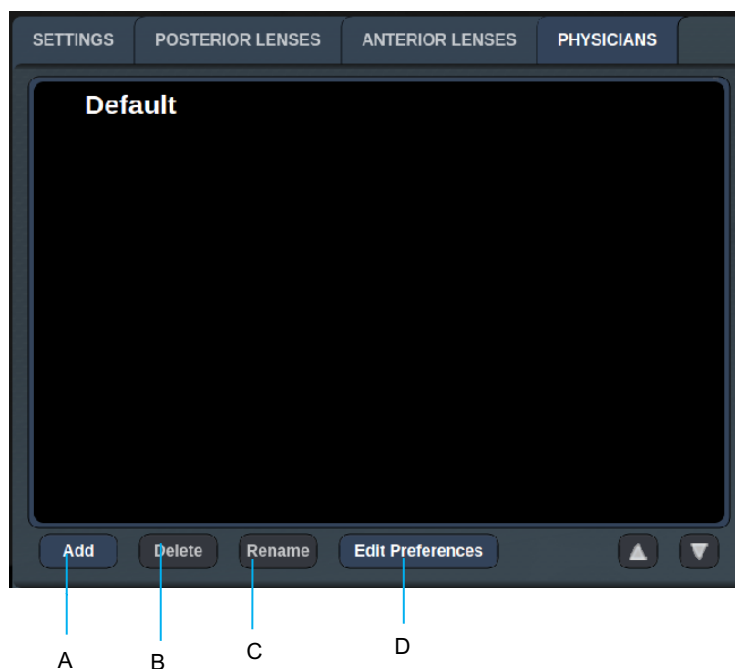 SETTINGS POSTERIOR LENSES ANTERIOR LENSES PHYSICIANS
Default
Add Delete Rename Edit Preferences
A B C D